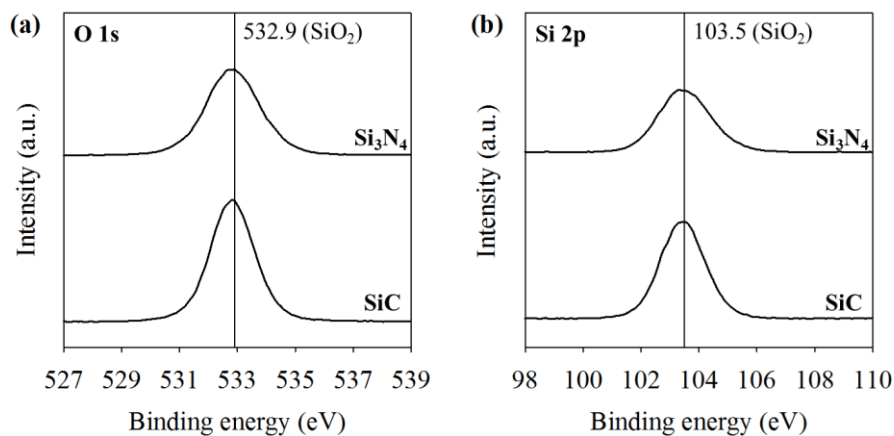 (a)
O 1s
532.9 (SiO₂)
Si₃N₄
SiC
Intensity (a.u.)
527 529 531 533 535 537 539
Binding energy (eV)
(b)
Si 2p
103.5 (SiO₂)
Si₃N₄
SiC
Intensity (a.u.)
98 100 102 104 106 108 110
Binding energy (eV)